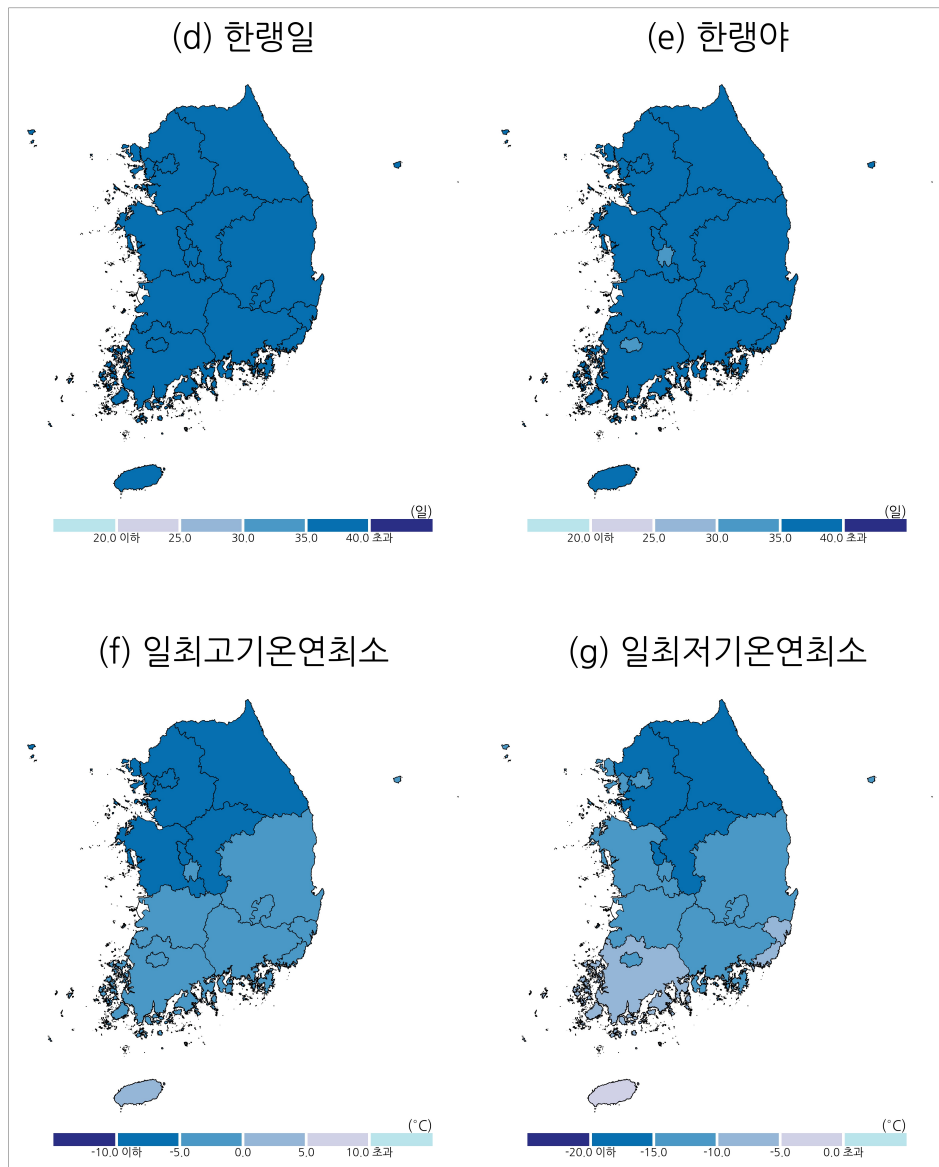 (d) 한랭일
(e) 한랭야
(일)
20.0 이하 25.0 30.0 35.0 40.0 초과
(일)
20.0 이하 25.0 30.0 35.0 40.0 초과
(f) 일최고기온연최소
(g) 일최저기온연최소
(°C)
-10.0 이하 -5.0 0.0 5.0 10.0 초과
(°C)
-20.0 이하 -15.0 -10.0 -5.0 0.0 초과